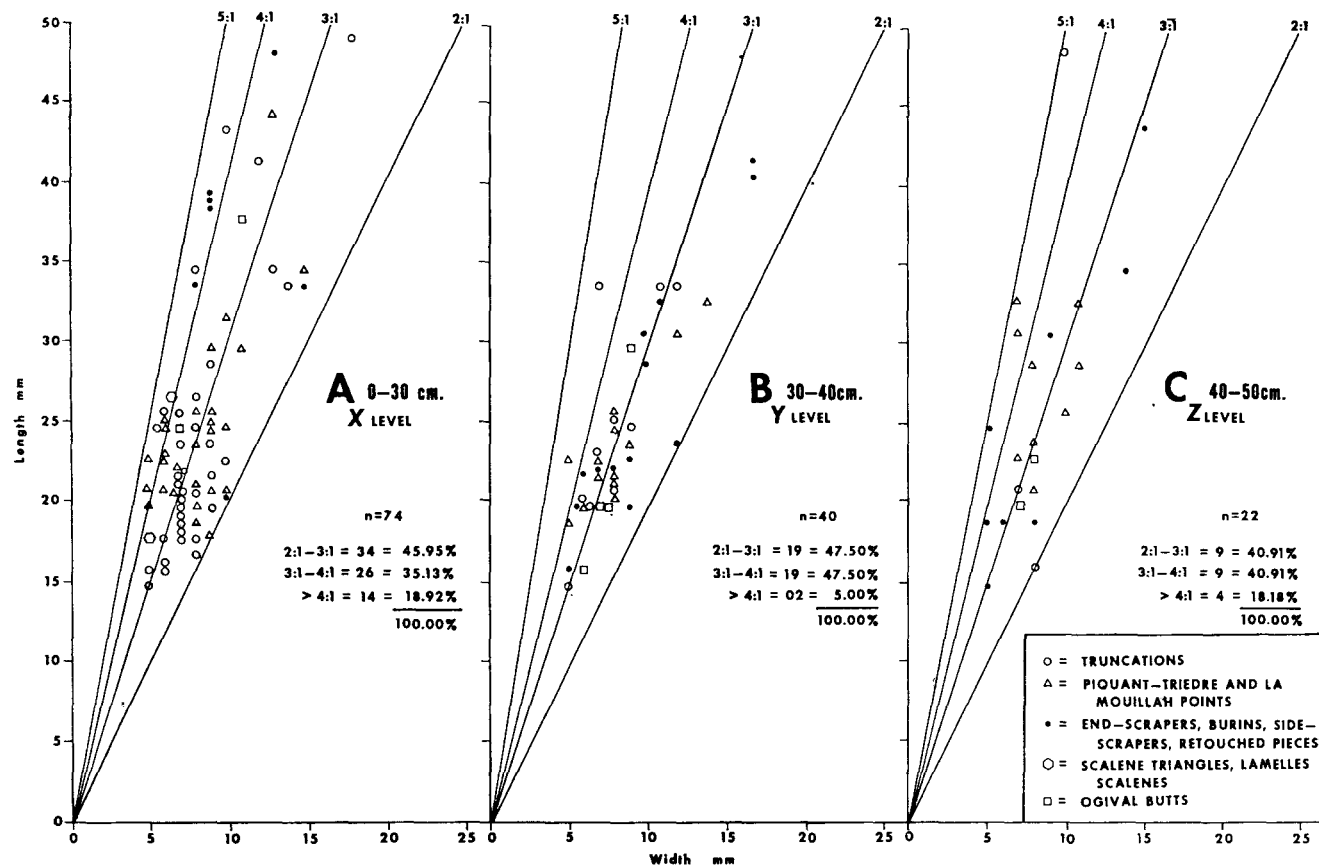 5:1 4:1 3:1 2:1
5:1 4:1 3:1 2:1
5:1 4:1 3:1 2:1
50
45
40
35
30
25
20
15
10
5
0
Length mm
A 0–30 cm.
X LEVEL
n=74
2:1–3:1 = 34 = 45.95%
3:1–4:1 = 26 = 35.13%
> 4:1 = 14 = 18.92%
100.00%
B 30–40cm.
Y LEVEL
n=40
2:1–3:1 = 19 = 47.50%
3:1–4:1 = 19 = 47.50%
> 4:1 = 02 = 5.00%
100.00%
C 40–50cm.
Z LEVEL
n=22
2:1–3:1 = 9 = 40.91%
3:1–4:1 = 9 = 40.91%
> 4:1 = 4 = 18.18%
100.00%
= TRUNCATIONS
= PIQUANT–TRIEDRE AND LA
MOUILLAH POINTS
= END–SCRAPERS, BURINS, SIDE–
SCRAPERS, RETOUCHED PIECES
= SCALENE TRIANGLES, LAMELLES
SCALENES
= OGIVAL BUTTS
0 5 10 15 20 25
0 5 10 15 20 25
0 5 10 15 20 25
Width mm